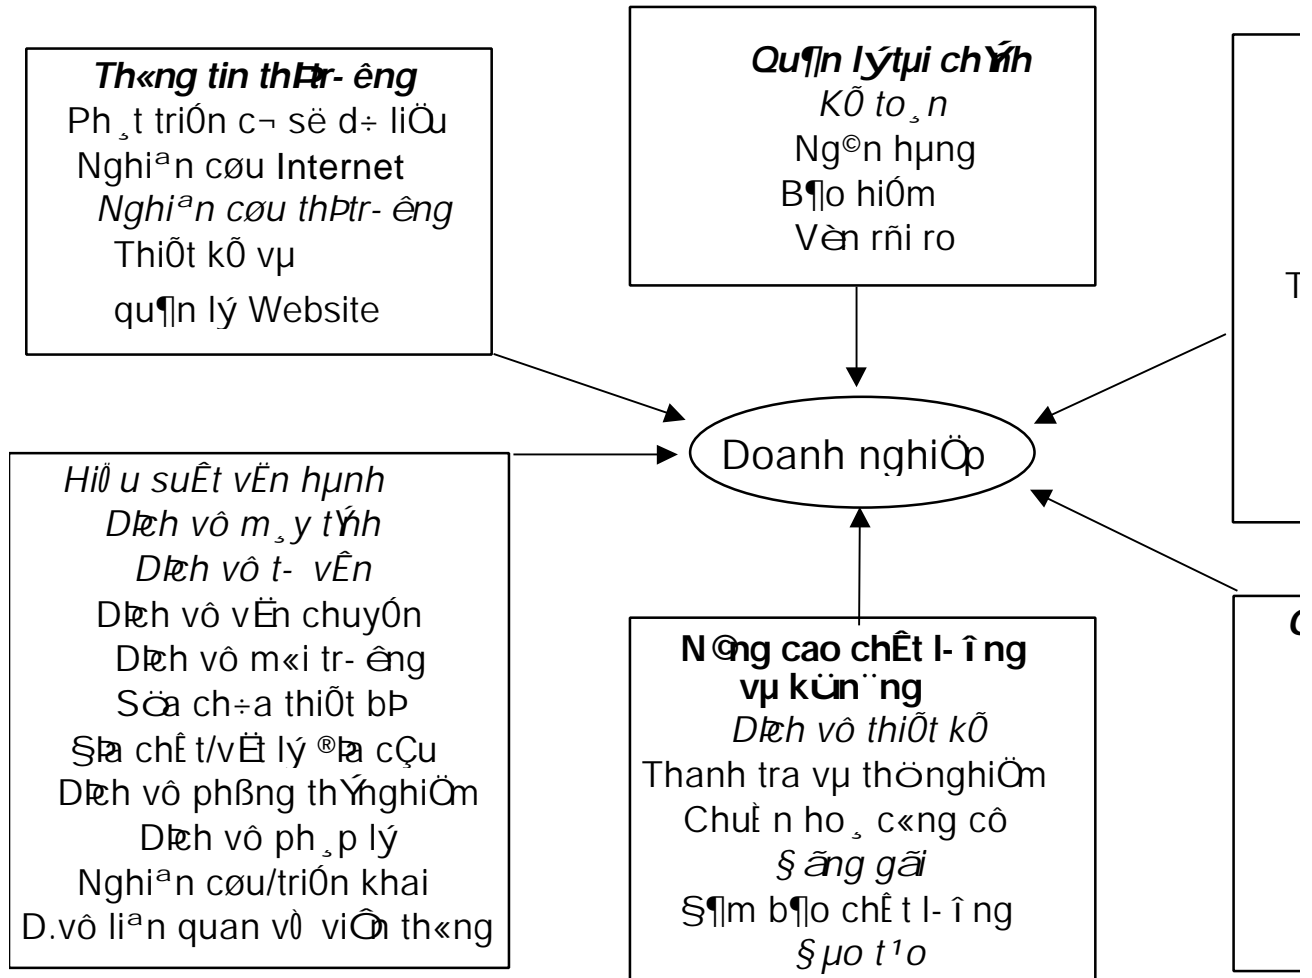 Th«ng tin thÞ tr- êng
Ph¸t triÓn c¬ së d÷ liÖu
Nghiªn cøu Internet
Nghiªn cøu thÞ tr- êng
ThiÕt kÕ vµ
qu¶n lý Website
Qu¶n lý tµi chÝnh
KÕ to¸n
Ng©n hµng
B¶o hiÓm
Vèn rñi ro
T
Doanh nghiÖp
HiÖu suÊt vËn hµnh
DÞch vô m¸y tÝnh
DÞch vô t- vÊn
DÞch vô vËn chuyÓn
DÞch vô m«i tr- êng
Söa ch÷a thiÕt bÞ
§Þa chÊt/vËt lý ®Þa cÇu
DÞch vô phßng thÝ nghiÖm
DÞch vô ph¸p lý
Nghiªn cøu/triÓn khai
D.vô liªn quan vÒ viÔn th«ng
N©ng cao chÊt l- îng
vµ kü n¨ng
DÞch vô thiÕt kÕ
Thanh tra vµ thö nghiÖm
ChuÈn ho¸ c«ng cô
§ãng gãi
§¶m b¶o chÊt l- îng
§µo t¹o